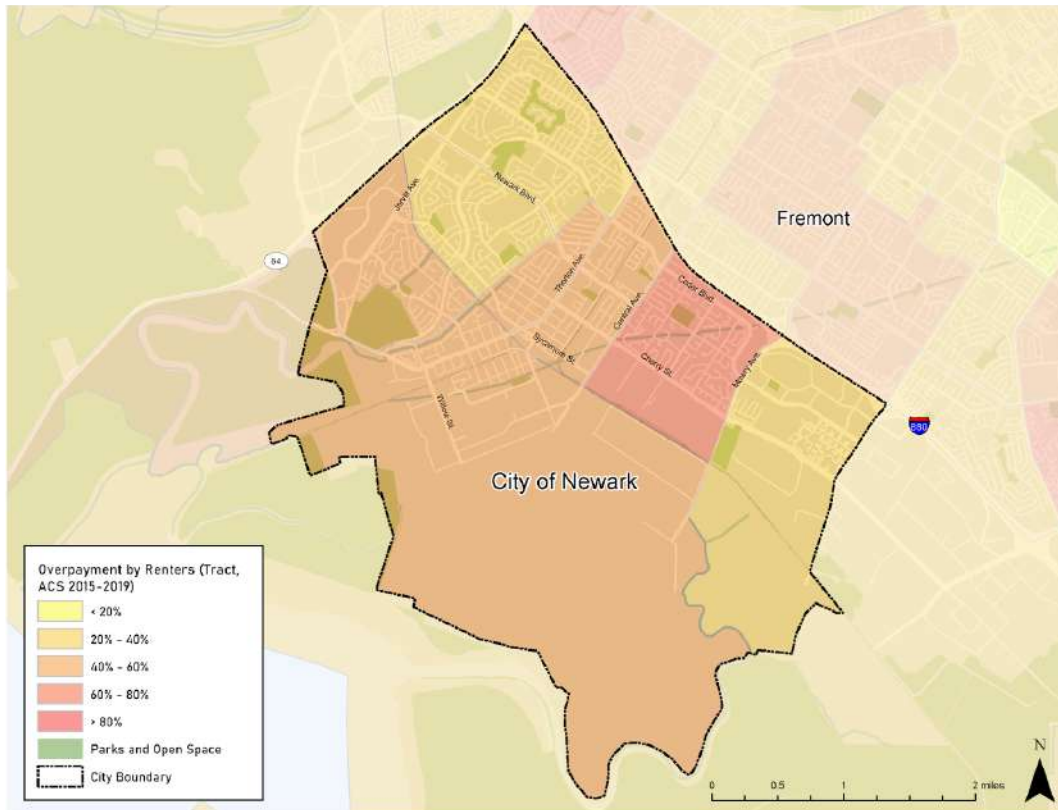 Fremont
Jarvis Ave.
Newark Blvd.
84
Thorton Ave.
Cedar Blvd.
Central Ave.
Sycamore St.
Cherry St.
Mowry Ave.
Willow St.
880
City of Newark
Overpayment by Renters (Tract,
ACS 2015-2019)
< 20%
20% - 40%
40% - 60%
60% - 80%
> 80%
Parks and Open Space
City Boundary
N
0 0.5 1 2 miles